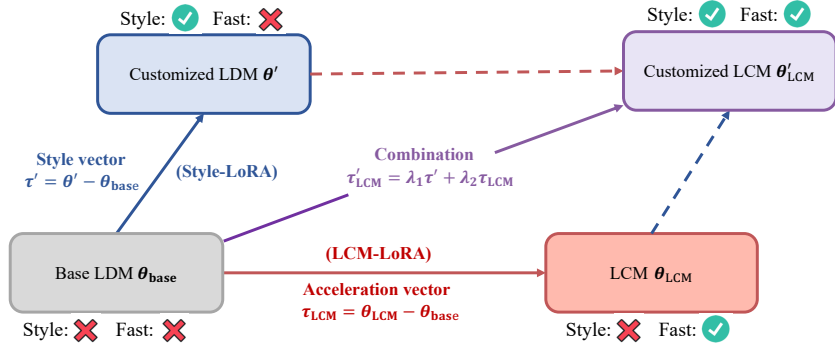 Style: Fast:
Style: Fast:
Customized LDM θ′
Customized LCM θ′LCM
Style vector
τ′ = θ′ − θbase
(Style-LoRA)
Combination
τ′LCM = λ1τ′ + λ2τLCM
Base LDM θbase
(LCM-LoRA)
Acceleration vector
τLCM = θLCM − θbase
LCM θLCM
Style: Fast:
Style: Fast: